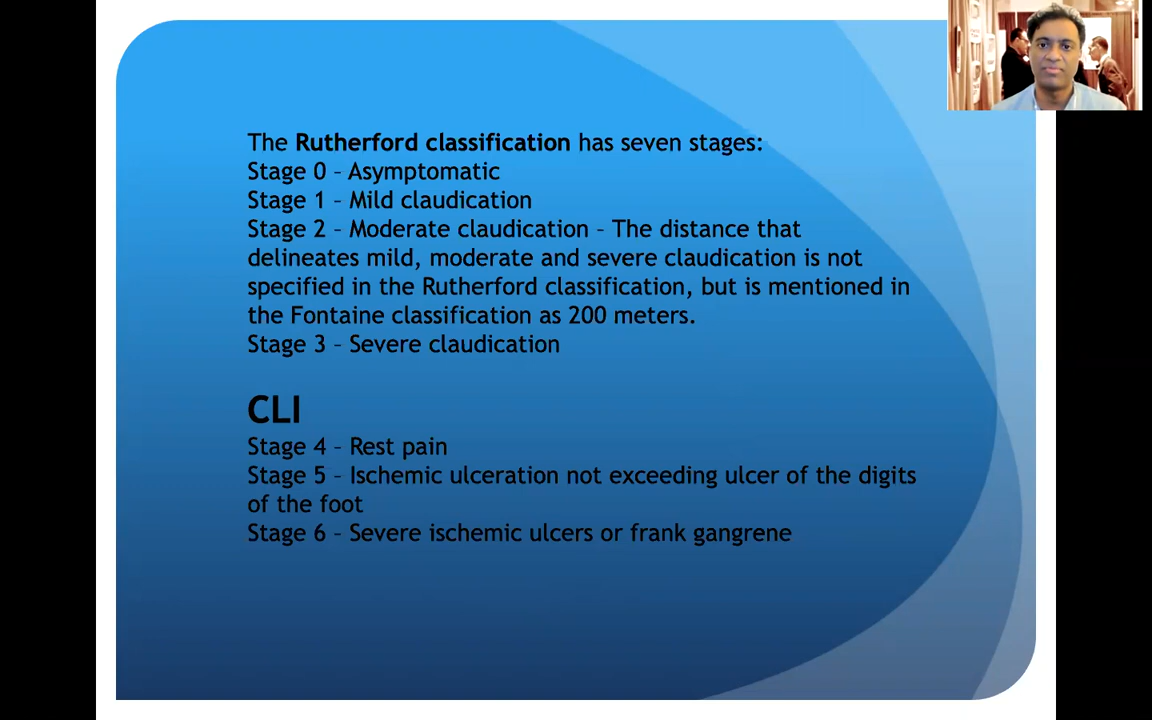 The Rutherford classification has seven stages:
Stage 0 – Asymptomatic
Stage 1 – Mild claudication
Stage 2 – Moderate claudication – The distance that
delineates mild, moderate and severe claudication is not
specified in the Rutherford classification, but is mentioned in
the Fontaine classification as 200 meters.
Stage 3 – Severe claudication
CLI
Stage 4 – Rest pain
Stage 5 – Ischemic ulceration not exceeding ulcer of the digits
of the foot
Stage 6 – Severe ischemic ulcers or frank gangrene